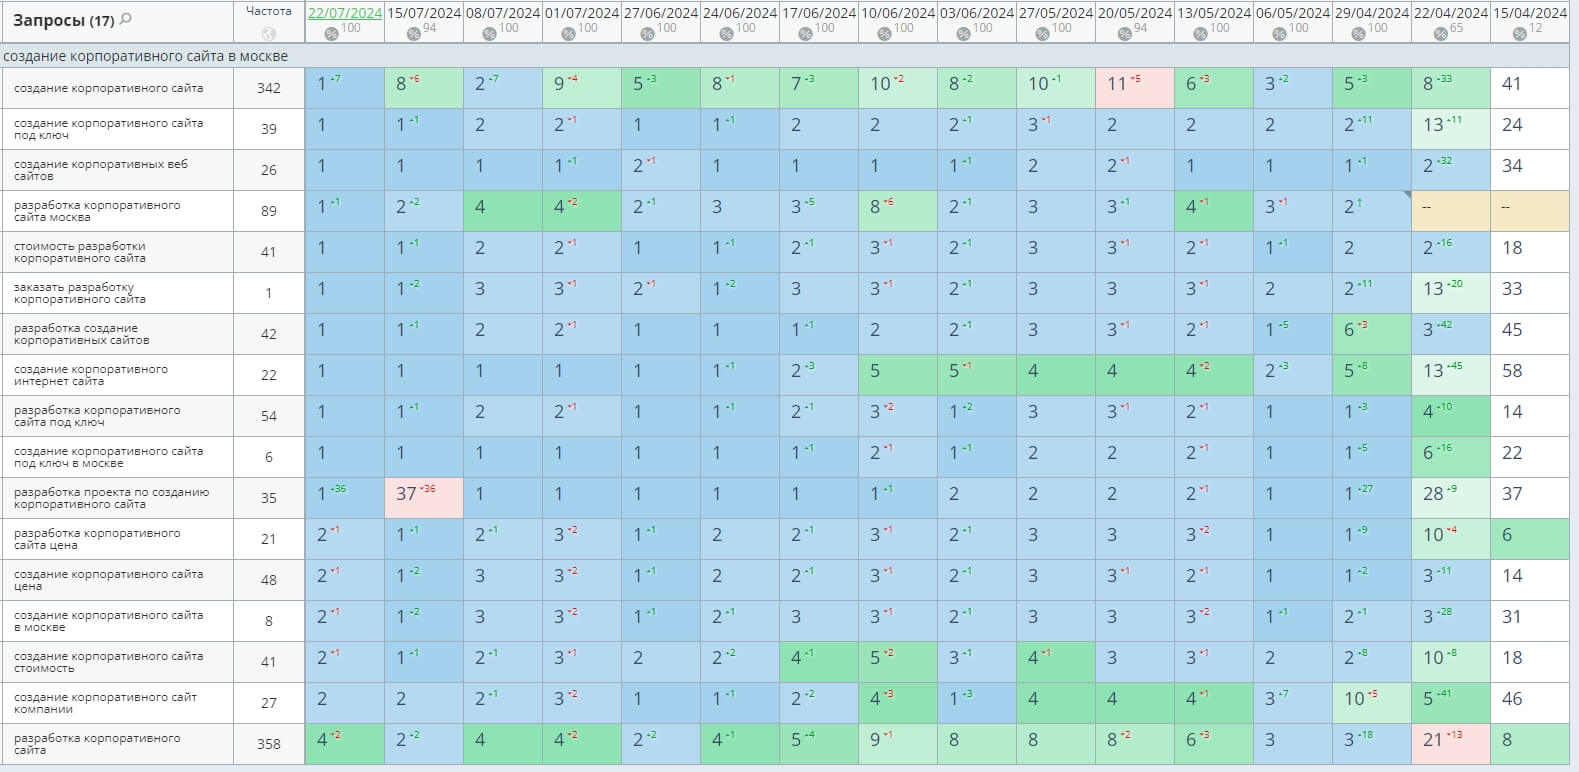 Запросы (17) Частота 22/07/2024 15/07/2024 08/07/2024 01/07/2024 27/06/2024 24/06/2024 17/06/2024 10/06/2024 03/06/2024 27/05/2024 20/05/2024 13/05/2024 06/05/2024 29/04/2024 22/04/2024 15/04/2024
% 100 % 94 % 100 % 100 % 100 % 100 % 100 % 100 % 100 % 100 % 94 % 100 % 100 % 100 % 65 % 12
создание корпоративного сайта в москве
создание корпоративного сайта 342 1 +7 8 -6 2 +7 9 -4 5 +3 8 -1 7 +3 10 -2 8 +2 10 +1 11 -5 6 -3 3 +2 5 +3 8 +33 41
создание корпоративного сайта
под ключ 39 1 1 +1 2 2 -1 1 1 +1 2 2 2 +1 3 -1 2 2 2 2 +11 13 +11 24
создание корпоративных веб
сайтов 26 1 1 1 1 +1 2 -1 1 1 1 1 +1 2 2 -1 1 1 1 +1 2 +32 34
разработка корпоративного
сайта москва 89 1 +1 2 +2 4 4 -2 2 +1 3 3 +5 8 -6 2 +1 3 3 +1 4 -1 3 -1 2 ↑ -- --
стоимость разработки
корпоративного сайта 41 1 1 +1 2 2 -1 1 1 +1 2 +1 3 -1 2 +1 3 3 -1 2 -1 1 +1 2 2 +16 18
заказать разработку
корпоративного сайта 1 1 1 +2 3 3 -1 2 -1 1 +2 3 3 -1 2 +1 3 3 3 -1 2 2 +11 13 +20 33
разработка создание
корпоративных сайтов 42 1 1 +1 2 2 -1 1 1 1 +1 2 2 +1 3 3 -1 2 -1 1 +5 6 -3 3 +42 45
создание корпоративного
интернет сайта 22 1 1 1 1 1 1 +1 2 +3 5 5 -1 4 4 4 -2 2 +3 5 +8 13 +45 58
разработка корпоративного
сайта под ключ 54 1 1 +1 2 2 -1 1 1 +1 2 +1 3 -2 1 +2 3 3 -1 2 -1 1 1 +3 4 +10 14
создание корпоративного сайта
под ключ в москве 6 1 1 1 1 1 1 1 +1 2 -1 1 +1 2 2 2 -1 1 1 +5 6 +16 22
разработка проекта по созданию
корпоративного сайта 35 1 +36 37 -36 1 1 1 1 1 1 +1 2 2 2 2 -1 1 1 +27 28 +9 37
разработка корпоративного
сайта цена 21 2 -1 1 +1 2 +1 3 -2 1 +1 2 2 +1 3 -1 2 +1 3 3 3 -2 1 1 +9 10 -4 6
создание корпоративного сайта
цена 48 2 -1 1 +2 3 3 -2 1 +1 2 2 +1 3 -1 2 +1 3 3 -1 2 -1 1 1 +2 3 +11 14
создание корпоративного сайта
в москве 8 2 -1 1 +2 3 3 -2 1 +1 2 +1 3 3 -1 2 +1 3 3 3 -2 1 +1 2 +1 3 +28 31
создание корпоративного сайта
стоимость 41 2 -1 1 +1 2 +1 3 -1 2 2 +2 4 +1 5 -2 3 +1 4 -1 3 3 -1 2 2 +8 10 +8 18
создание корпоративного сайт
компании 27 2 2 2 +1 3 -2 1 1 +1 2 +2 4 -3 1 +3 4 4 4 -1 3 +7 10 -5 5 +41 46
разработка корпоративного
сайта 358 4 -2 2 +2 4 4 -2 2 +2 4 +1 5 +4 9 -1 8 8 8 -2 6 -3 3 3 +18 21 -13 8